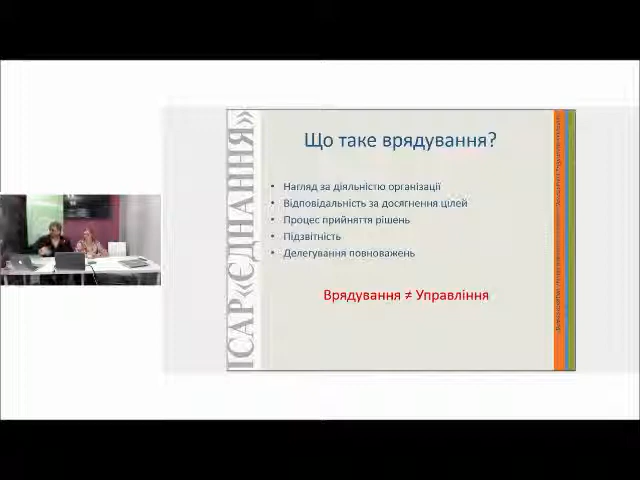 ІСАР«ЄДНАННЯ»
Що таке врядування?
• Нагляд за діяльністю організації
• Відповідальність за досягнення цілей
• Процес прийняття рішень
• Підзвітність
• Делегування повноважень
Врядування ≠ Управління